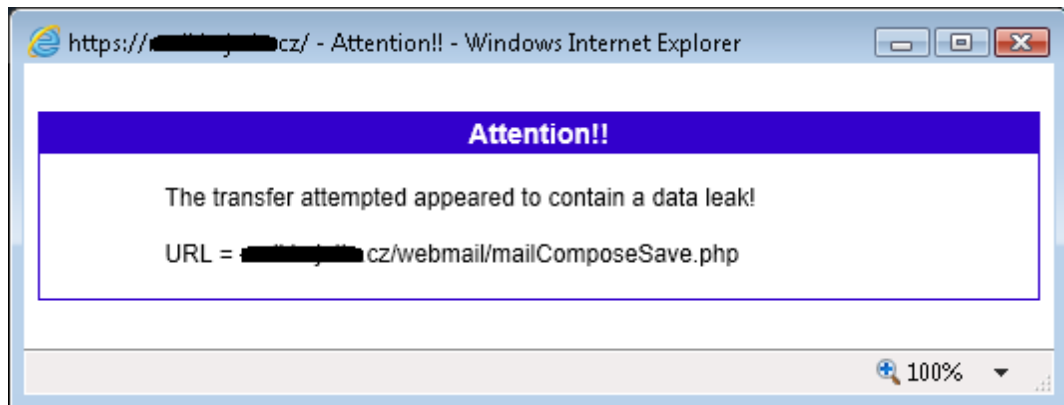 https:// cz/ - Attention!! - Windows Internet Explorer
Attention!!
The transfer attempted appeared to contain a data leak!
URL = cz/webmail/mailComposeSave.php
100%